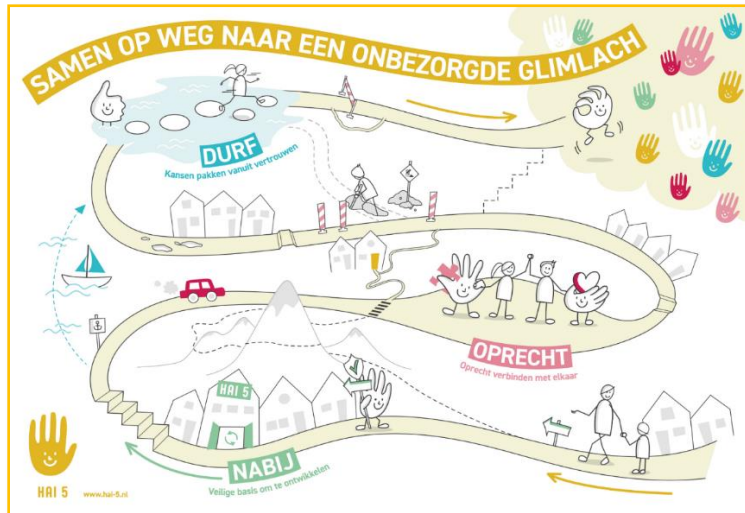 SAMEN OP WEG NAAR EEN ONBEZORGDE GLIMLACH
DURF
Kansen pakken vanuit vertrouwen
OPRECHT
Oprecht verbinden met elkaar
HAI 5
NABIJ
Veilige basis om te ontwikkelen
HAI 5
www.hai-5.nl